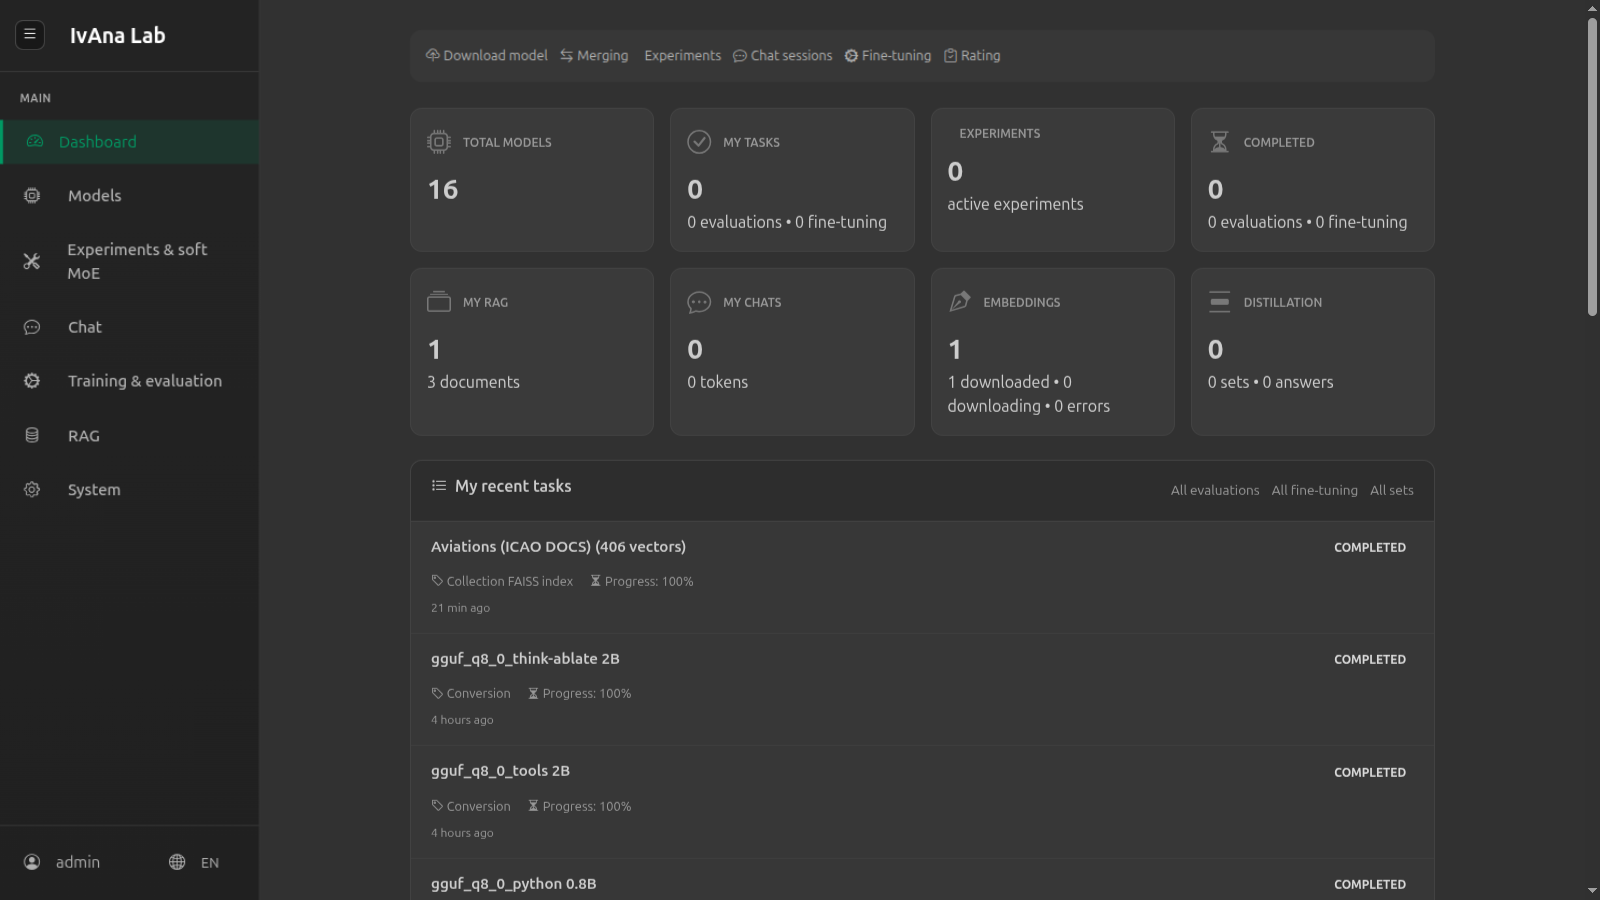 IvAna Lab
MAIN
Dashboard
Models
Experiments & soft
MoE
Chat
Training & evaluation
RAG
System
admin
EN
Download model Merging Experiments Chat sessions Fine-tuning Rating
TOTAL MODELS
16
MY TASKS
0
0 evaluations • 0 fine-tuning
EXPERIMENTS
0
active experiments
COMPLETED
0
0 evaluations • 0 fine-tuning
MY RAG
1
3 documents
MY CHATS
0
0 tokens
EMBEDDINGS
1
1 downloaded • 0
downloading • 0 errors
DISTILLATION
0
0 sets • 0 answers
My recent tasks
All evaluations All fine-tuning All sets
Aviations (ICAO DOCS) (406 vectors) COMPLETED
Collection FAISS index Progress: 100%
21 min ago
gguf_q8_0_think-ablate 2B COMPLETED
Conversion Progress: 100%
4 hours ago
gguf_q8_0_tools 2B COMPLETED
Conversion Progress: 100%
4 hours ago
gguf_q8_0_python 0.8B COMPLETED